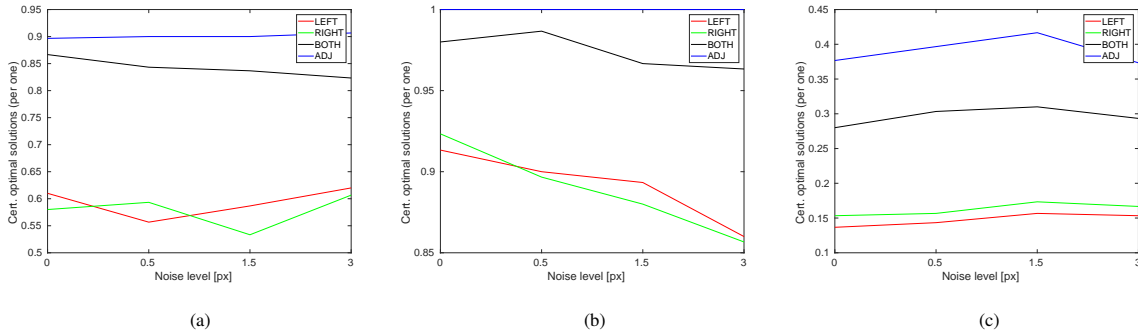 0.95
0.9
0.85
0.8
0.75
0.7
0.65
0.6
0.55
0.5
Cert. optimal solutions (per one)
0 0.5 1.5 3
Noise level [px]
LEFT
RIGHT
BOTH
ADJ
(a)
1
0.95
0.9
0.85
Cert. optimal solutions (per one)
0 0.5 1.5 3
Noise level [px]
LEFT
RIGHT
BOTH
ADJ
(b)
0.45
0.4
0.35
0.3
0.25
0.2
0.15
0.1
Cert. optimal solutions (per one)
0 0.5 1.5 3
Noise level [px]
LEFT
RIGHT
BOTH
ADJ
(c)